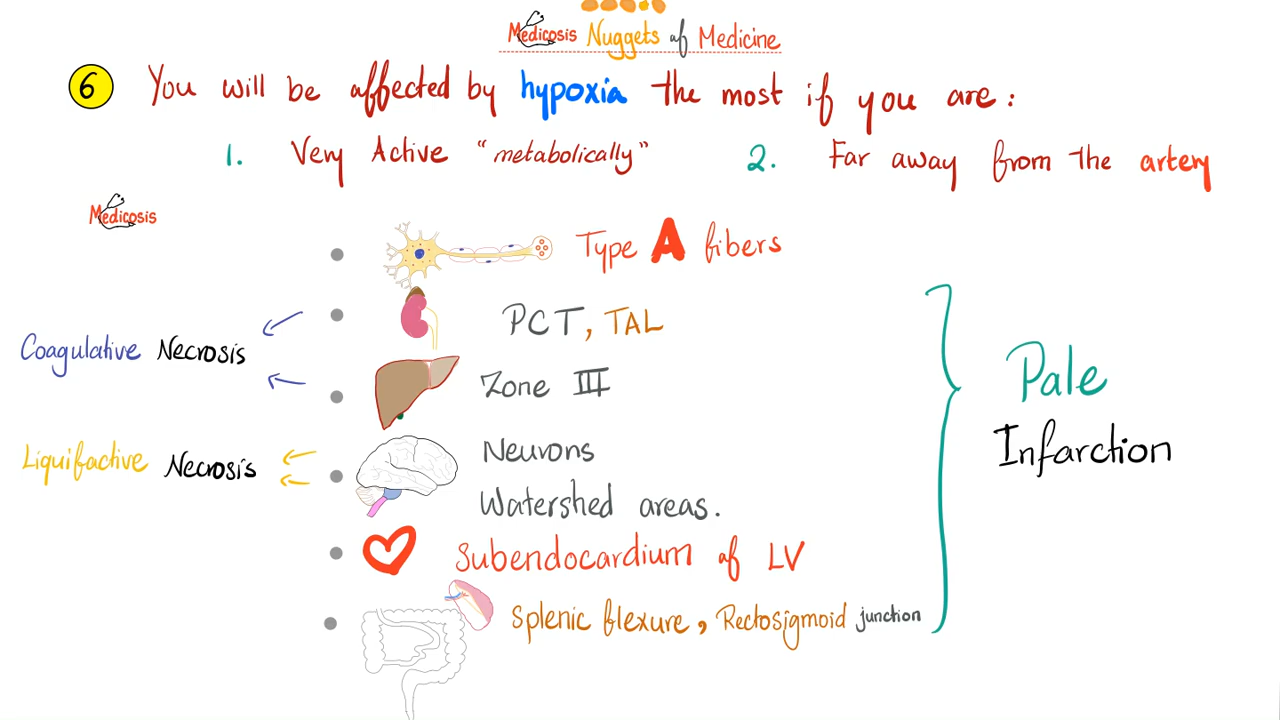 Medicosis Nuggets of Medicine
6 You will be affected by hypoxia the most if you are:
1. Very Active "metabolically" 2. Far away from the artery
Medicosis
Type A fibers
PCT, TAL
Coagulative Necrosis
Zone III
Pale
Infarction
Neurons
Liquifactive Necrosis
Watershed areas.
Subendocardium of LV
Splenic flexure, Rectosigmoid junction